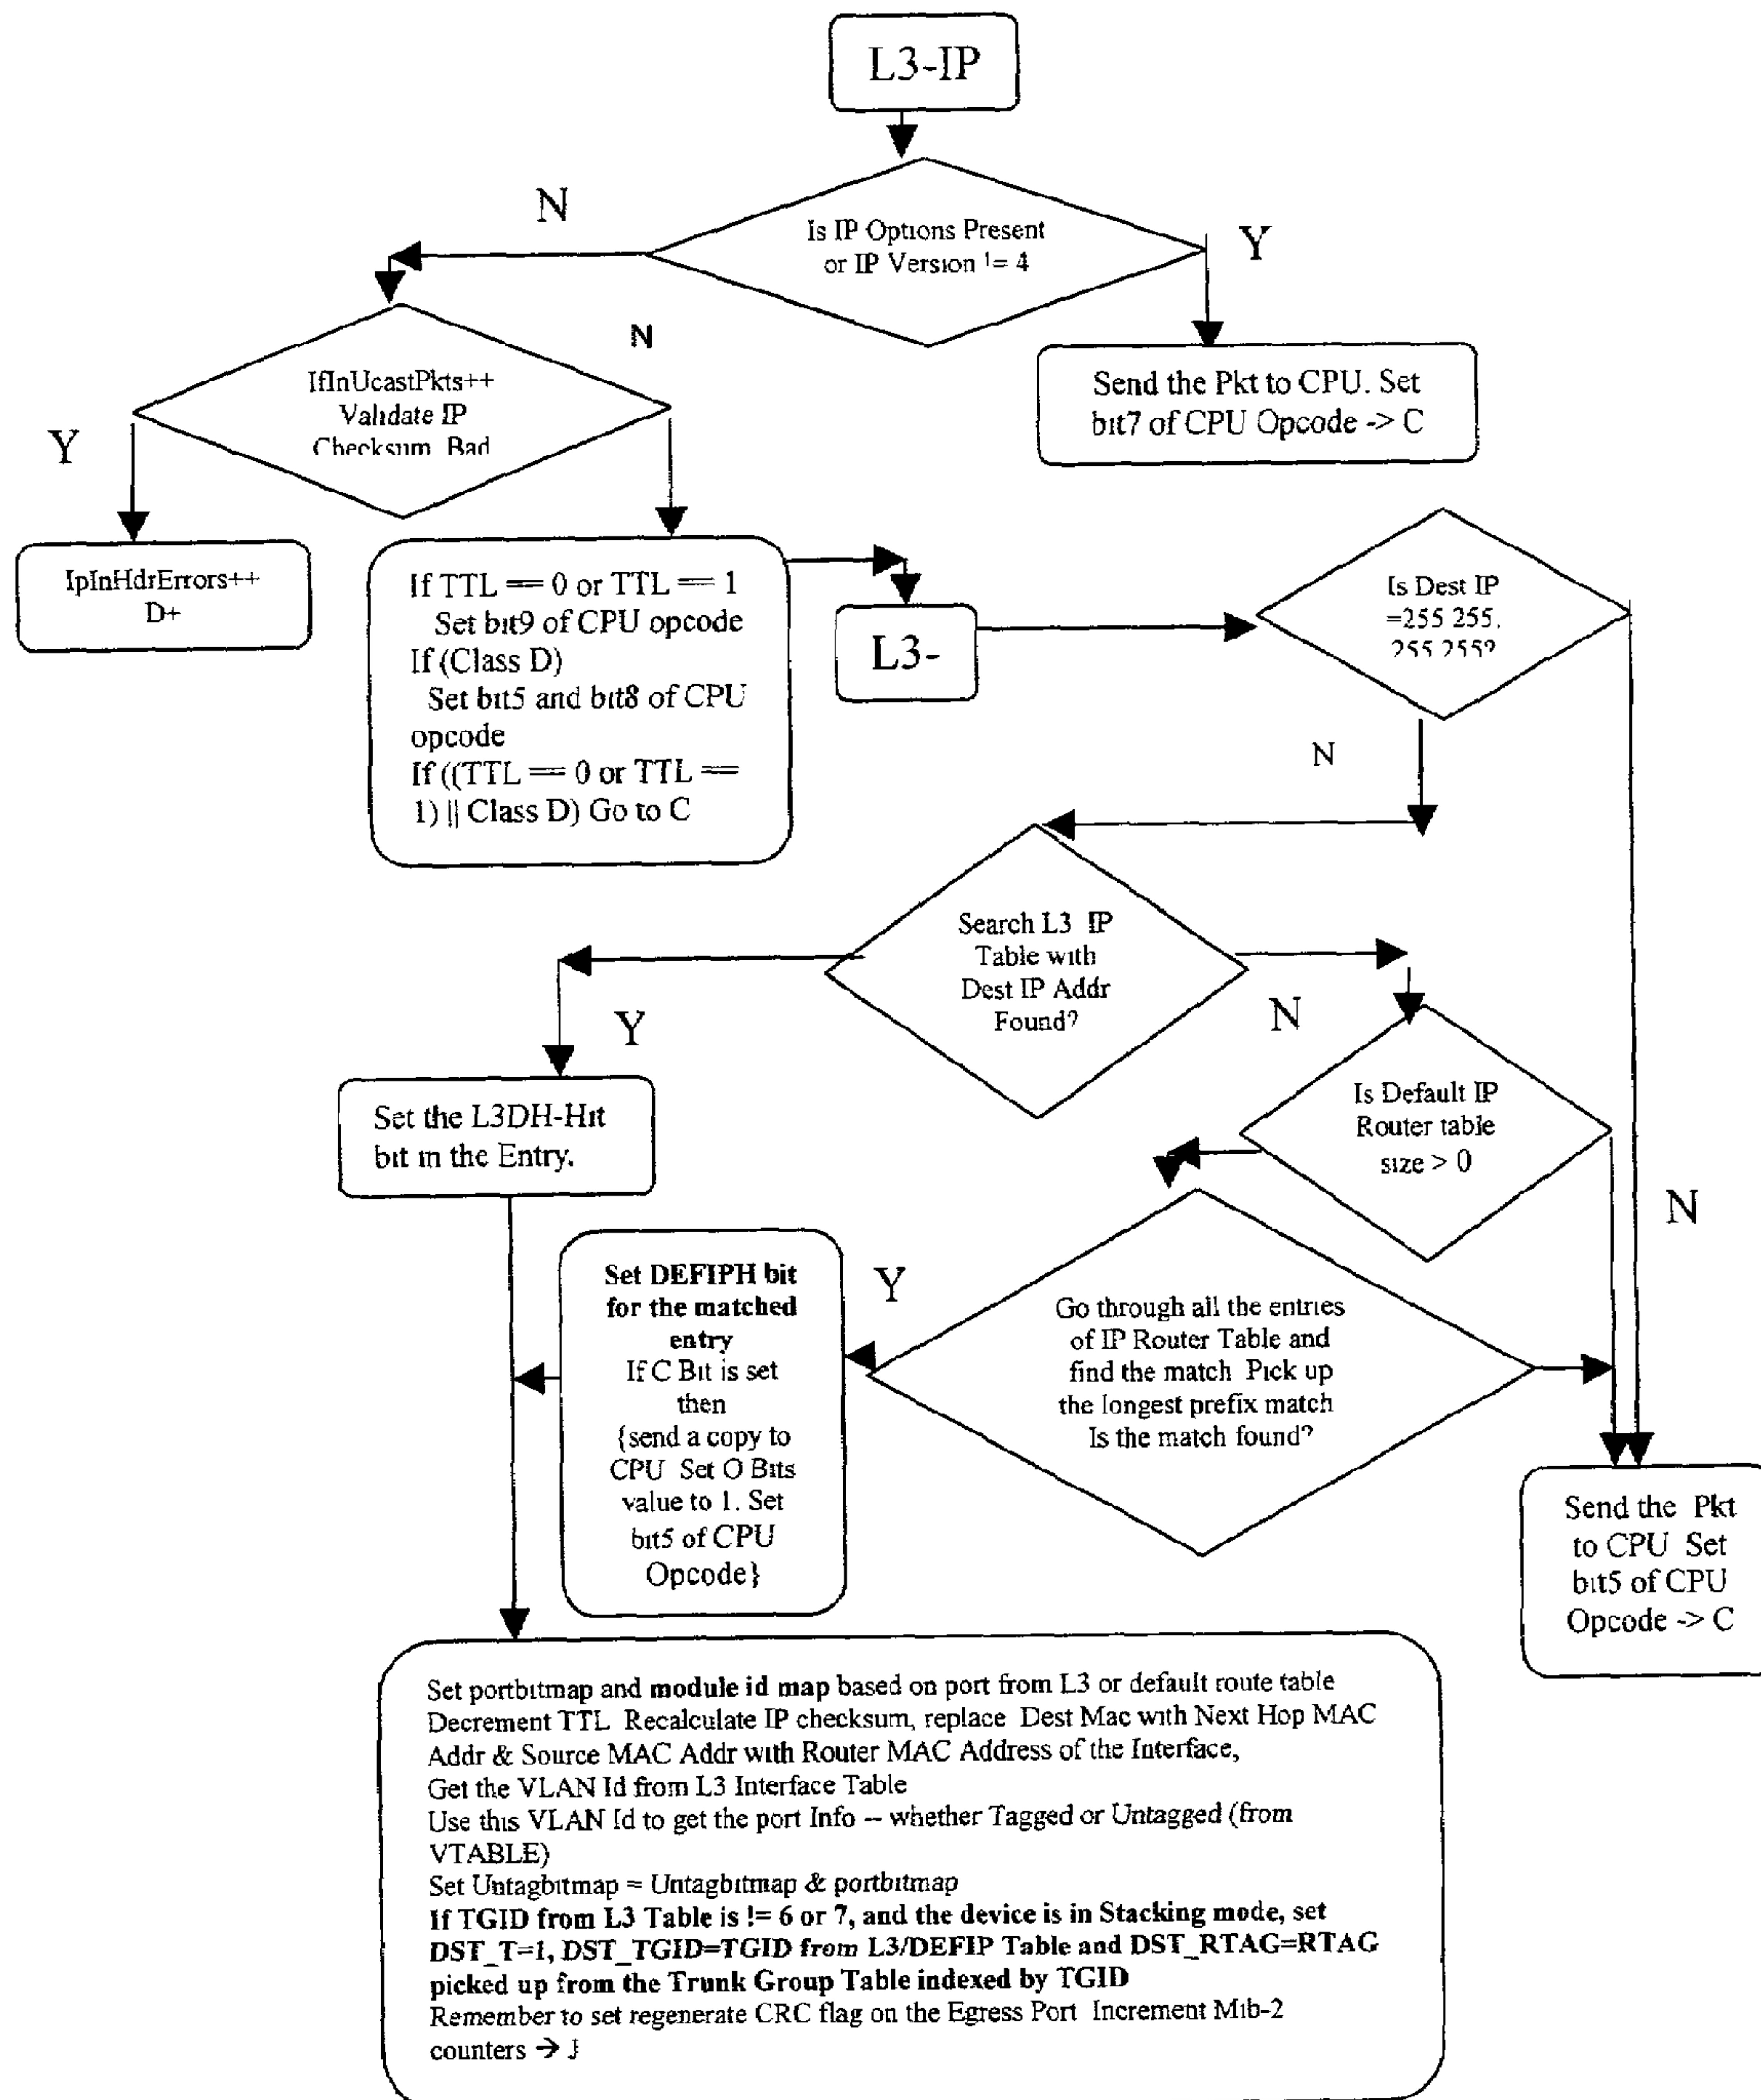 L3-IP
N
Is IP Options Present
or IP Version != 4
Y
N
IfInUcastPkts++
Validate IP
Checksum Bad
Y
Send the Pkt to CPU. Set
bit7 of CPU Opcode -> C
IpInHdrErrors++
D+
If TTL == 0 or TTL == 1
Set bit9 of CPU opcode
If (Class D)
Set bit5 and bit8 of CPU
opcode
If ((TTL == 0 or TTL ==
1) || Class D) Go to C
L3-
Is Dest IP
=255 255.
255 255?
N
Search L3 IP
Table with
Dest IP Addr
Found?
Y
N
Set the L3DH-Hit
bit in the Entry.
Is Default IP
Router table
size > 0
N
Set DEFIPH bit
for the matched
entry
If C Bit is set
then
{send a copy to
CPU Set O Bits
value to 1. Set
bit5 of CPU
Opcode}
Y
Go through all the entries
of IP Router Table and
find the match Pick up
the longest prefix match
Is the match found?
Send the Pkt
to CPU Set
bit5 of CPU
Opcode -> C
Set portbitmap and module id map based on port from L3 or default route table
Decrement TTL Recalculate IP checksum, replace Dest Mac with Next Hop MAC
Addr & Source MAC Addr with Router MAC Address of the Interface,
Get the VLAN Id from L3 Interface Table
Use this VLAN Id to get the port Info -- whether Tagged or Untagged (from
VTABLE)
Set Untagbitmap = Untagbitmap & portbitmap
If TGID from L3 Table is != 6 or 7, and the device is in Stacking mode, set
DST_T=1, DST_TGID=TGID from L3/DEFIP Table and DST_RTAG=RTAG
picked up from the Trunk Group Table indexed by TGID
Remember to set regenerate CRC flag on the Egress Port Increment Mib-2
counters → J